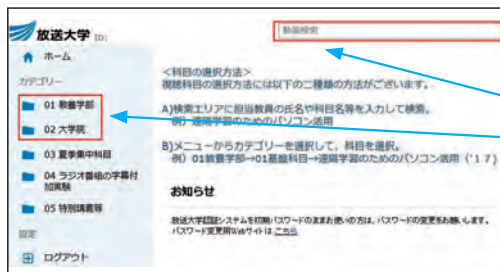 放送大学 ID:
動画検索
ホーム
カテゴリー
01 教養学部
02 大学院
03 夏季集中科目
04 ラジオ番組の字幕付
加実験
05 特別講義等
設定
ログアウト
＜科目の選択方法＞
視聴科目の選択方法には以下の二種類の方法がございます。
A)検索エリアに担当教員の氏名や科目名等を入力して検索。
例）遠隔学習のためのパソコン活用
B)メニューからカテゴリーを選択して，科目を選択。
例）01教養学部→01基盤科目→遠隔学習のためのパソコン活用（'１７）
お知らせ
放送大学認証システムを初期パスワードのままお使いの方は、パスワードの変更をお願いします。
パスワード変更用Webサイトは こちら